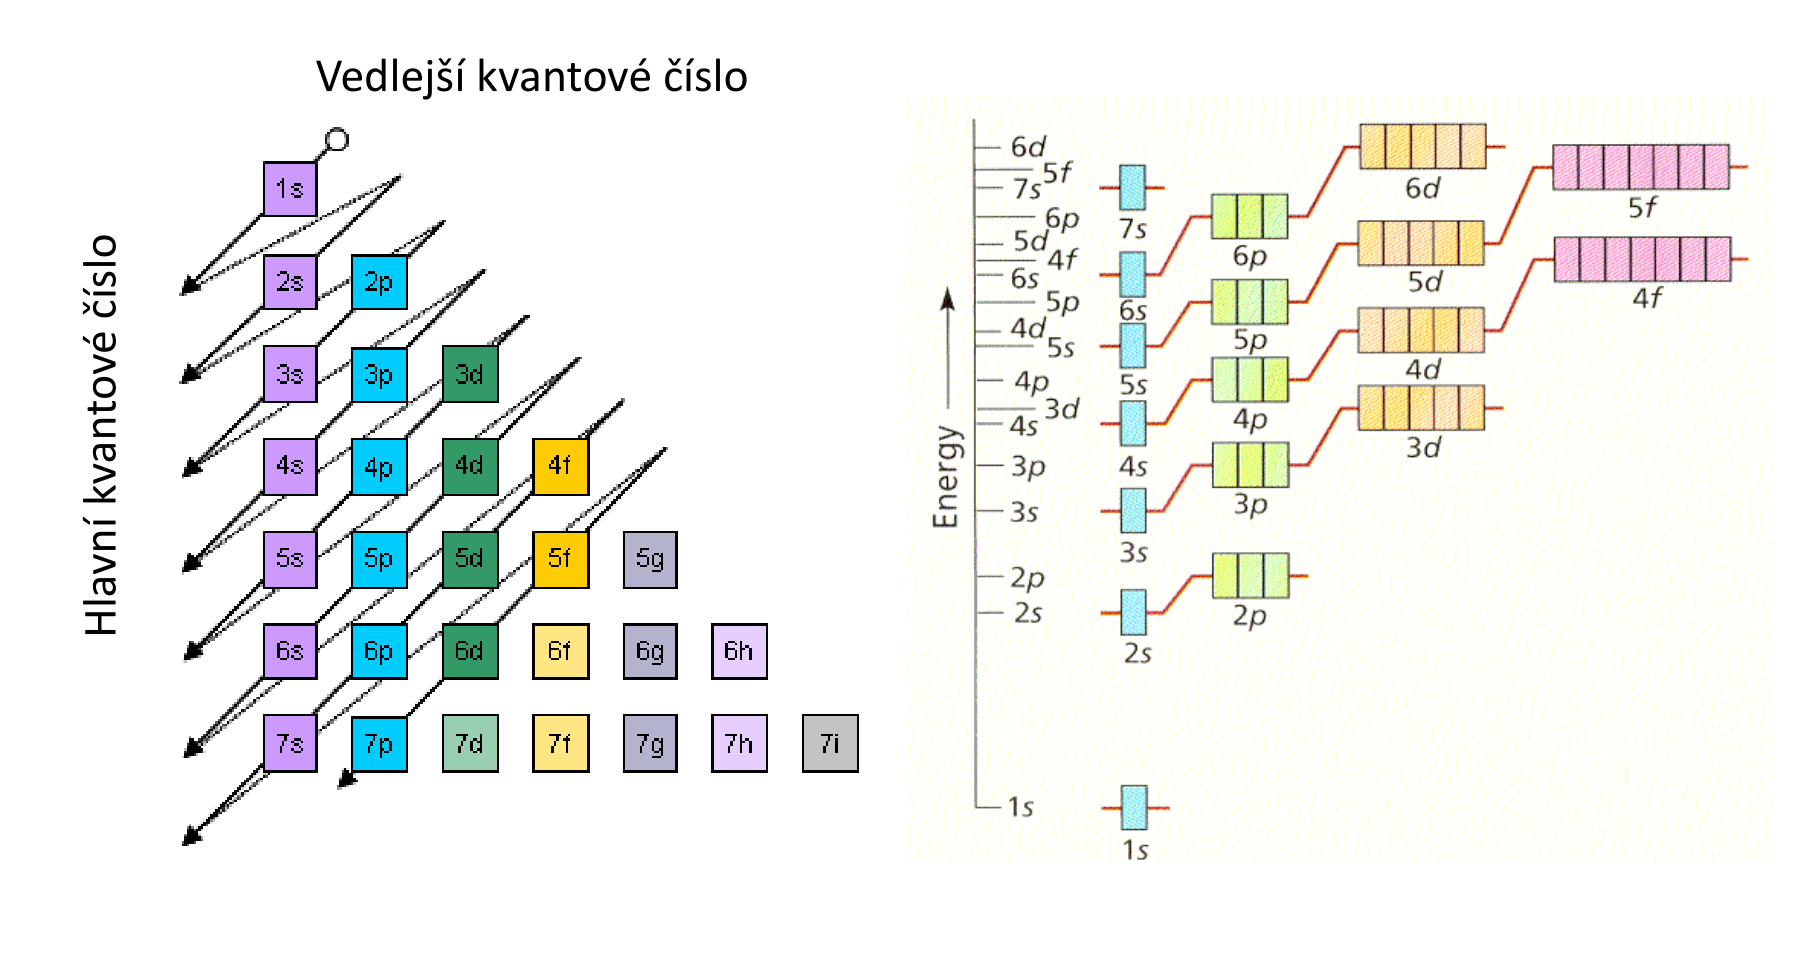 Vedlejší kvantové číslo
Hlavní kvantové číslo
1s
2s 2p
3s 3p 3d
4s 4p 4d 4f
5s 5p 5d 5f 5g
6s 6p 6d 6f 6g 6h
7s 7p 7d 7f 7g 7h 7i
Energy
6d
5f
7s
6p
5d
4f
6s
5p
4d
5s
4p
3d
4s
3p
3s
2p
2s
1s
6d
5f
7s
6p
5d
4f
6s
5p
4d
5s
4p
3d
4s
3p
3s
2p
2s
1s